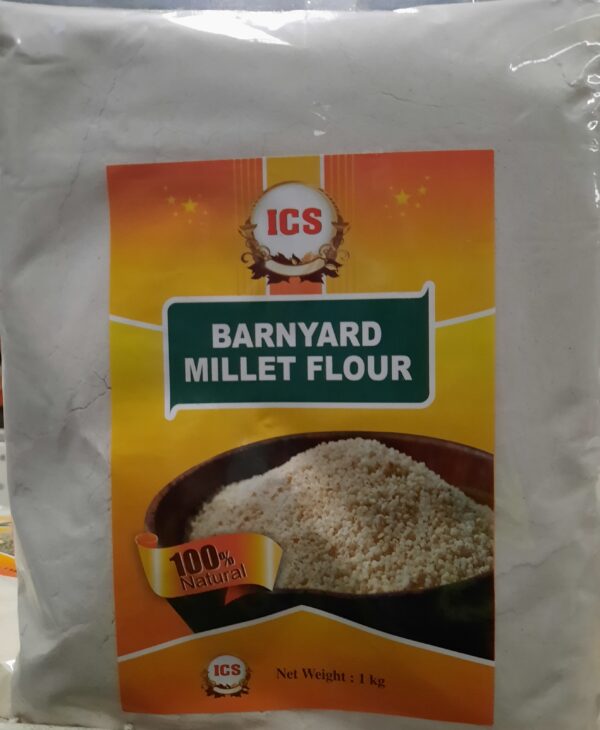 ICS
BARNYARD
MILLET FLOUR
100%
Natural
ICS
Net Weight : 1 kg